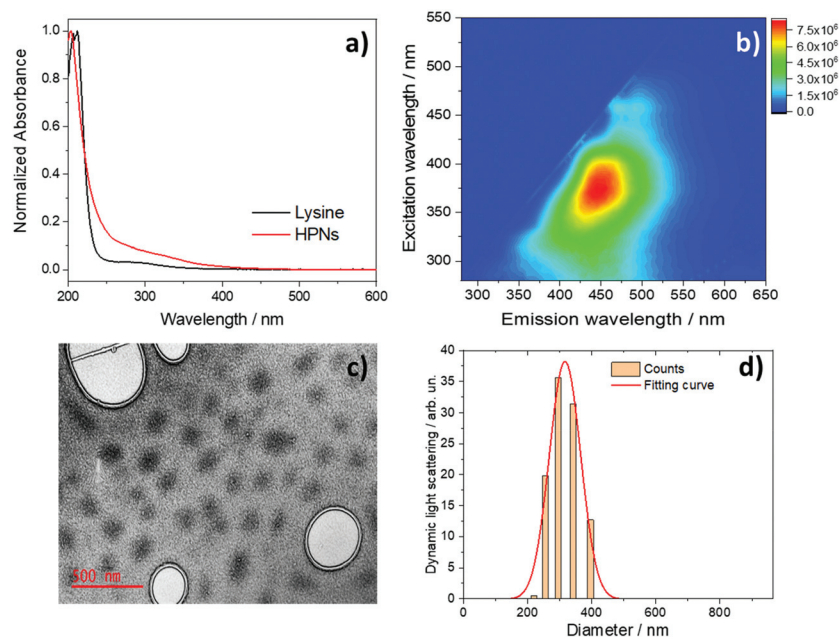 a)
1.0
0.8
0.6
0.4
0.2
0.0
Normalized Absorbance
Lysine
HPNs
200 300 400 500 600
Wavelength / nm
b)
550
500
450
400
350
300
Excitation wavelength / nm
300 350 400 450 500 550 600 650
Emission wavelength / nm
7.5x10⁶
6.0x10⁶
4.5x10⁶
3.0x10⁶
1.5x10⁶
0.0
c)
500 nm
d)
40
35
30
25
20
15
10
5
0
Dynamic light scattering / arb. un.
Counts
Fitting curve
0 200 400 600 800
Diameter / nm